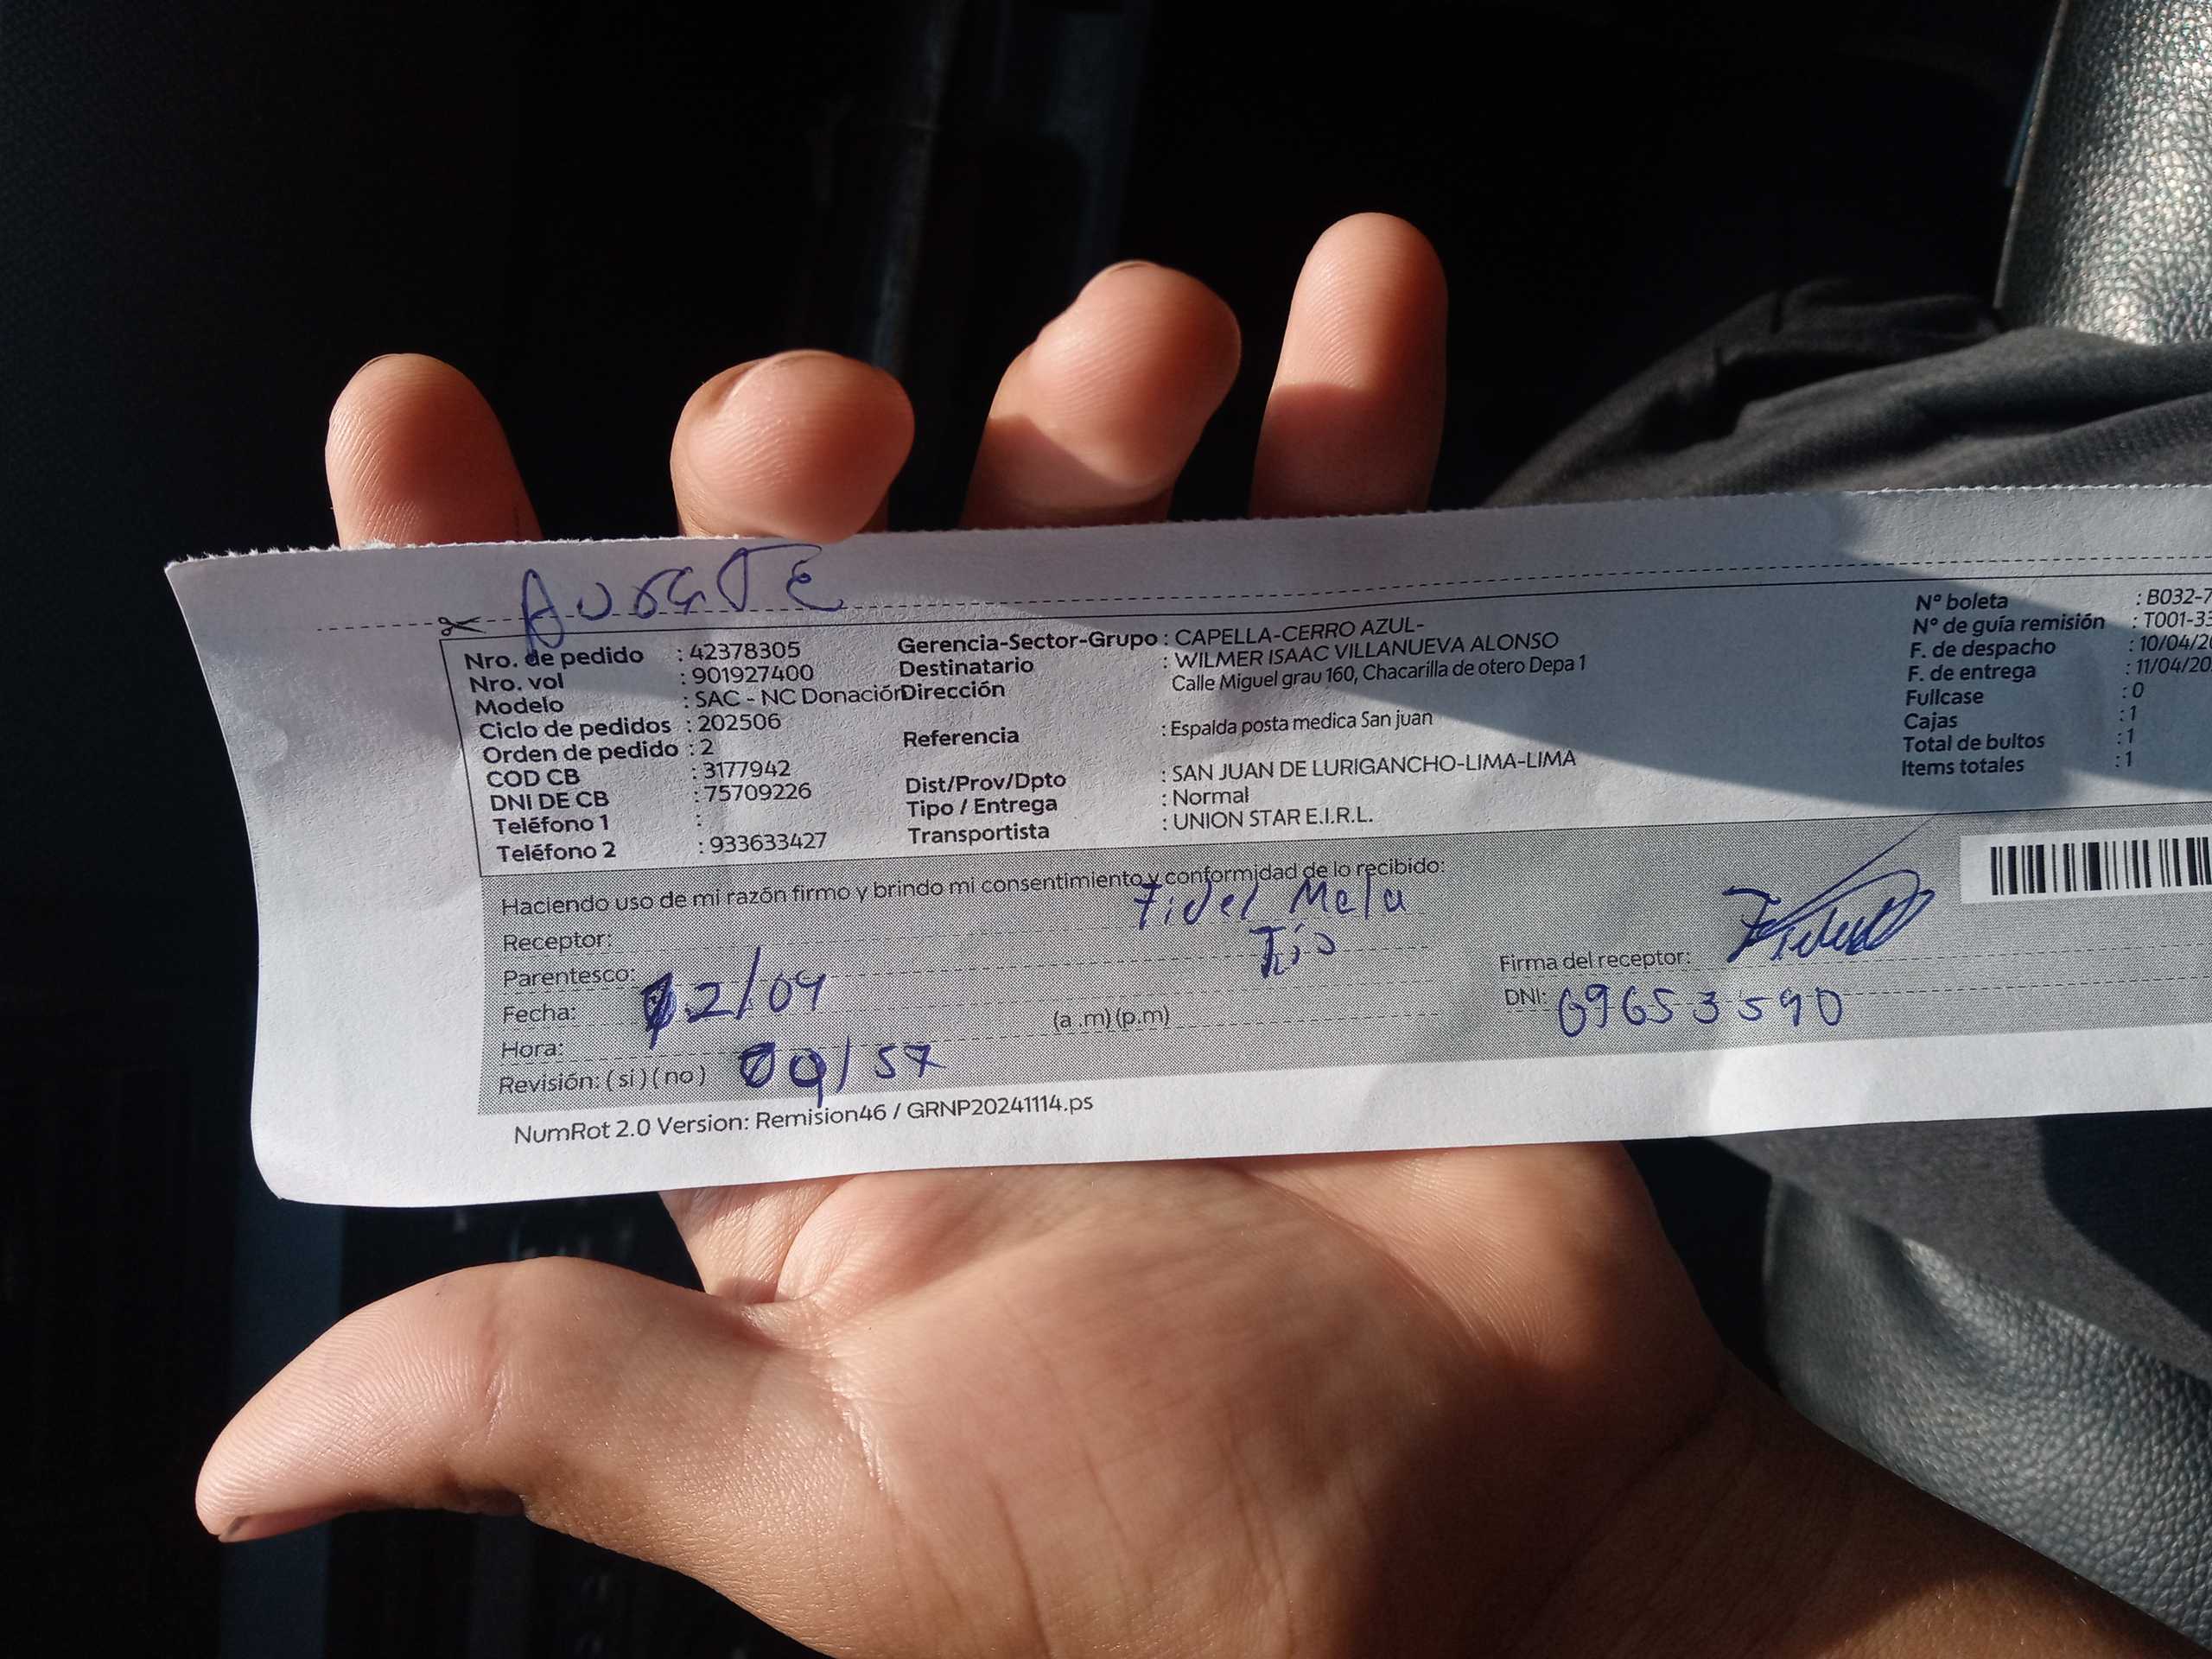 AUSENTE
Nro. de pedido : 42378305
Nro. vol : 901927400
Modelo : SAC - NC Donación
Ciclo de pedidos : 202506
Orden de pedido : 2
COD CB : 3177942
DNI DE CB : 75709226
Teléfono 1 :
Teléfono 2 : 933633427
Gerencia-Sector-Grupo : CAPELLA-CERRO AZUL-
Destinatario : WILMER ISAAC VILLANUEVA ALONSO
Dirección Calle Miguel grau 160, Chacarilla de otero Depa 1
Referencia : Espalda posta medica San juan
Dist/Prov/Dpto : SAN JUAN DE LURIGANCHO-LIMA-LIMA
Tipo / Entrega : Normal
Transportista : UNION STAR E.I.R.L.
N° boleta : B032-7
N° de guía remisión : T001-33
F. de despacho : 10/04/20
F. de entrega : 11/04/20
Fullcase : 0
Cajas : 1
Total de bultos : 1
Items totales : 1
Haciendo uso de mi razón firmo y brindo mi consentimiento y conformidad de lo recibido:
Receptor: Fidel
Parentesco: Tío
Fecha: 12/04
Hora: (a .m) (p.m)
Revisión: ( si ) ( no ) 09/57
Firma del receptor:
DNI: 09653590
NumRot 2.0 Version: Remision46 / GRNP20241114.ps